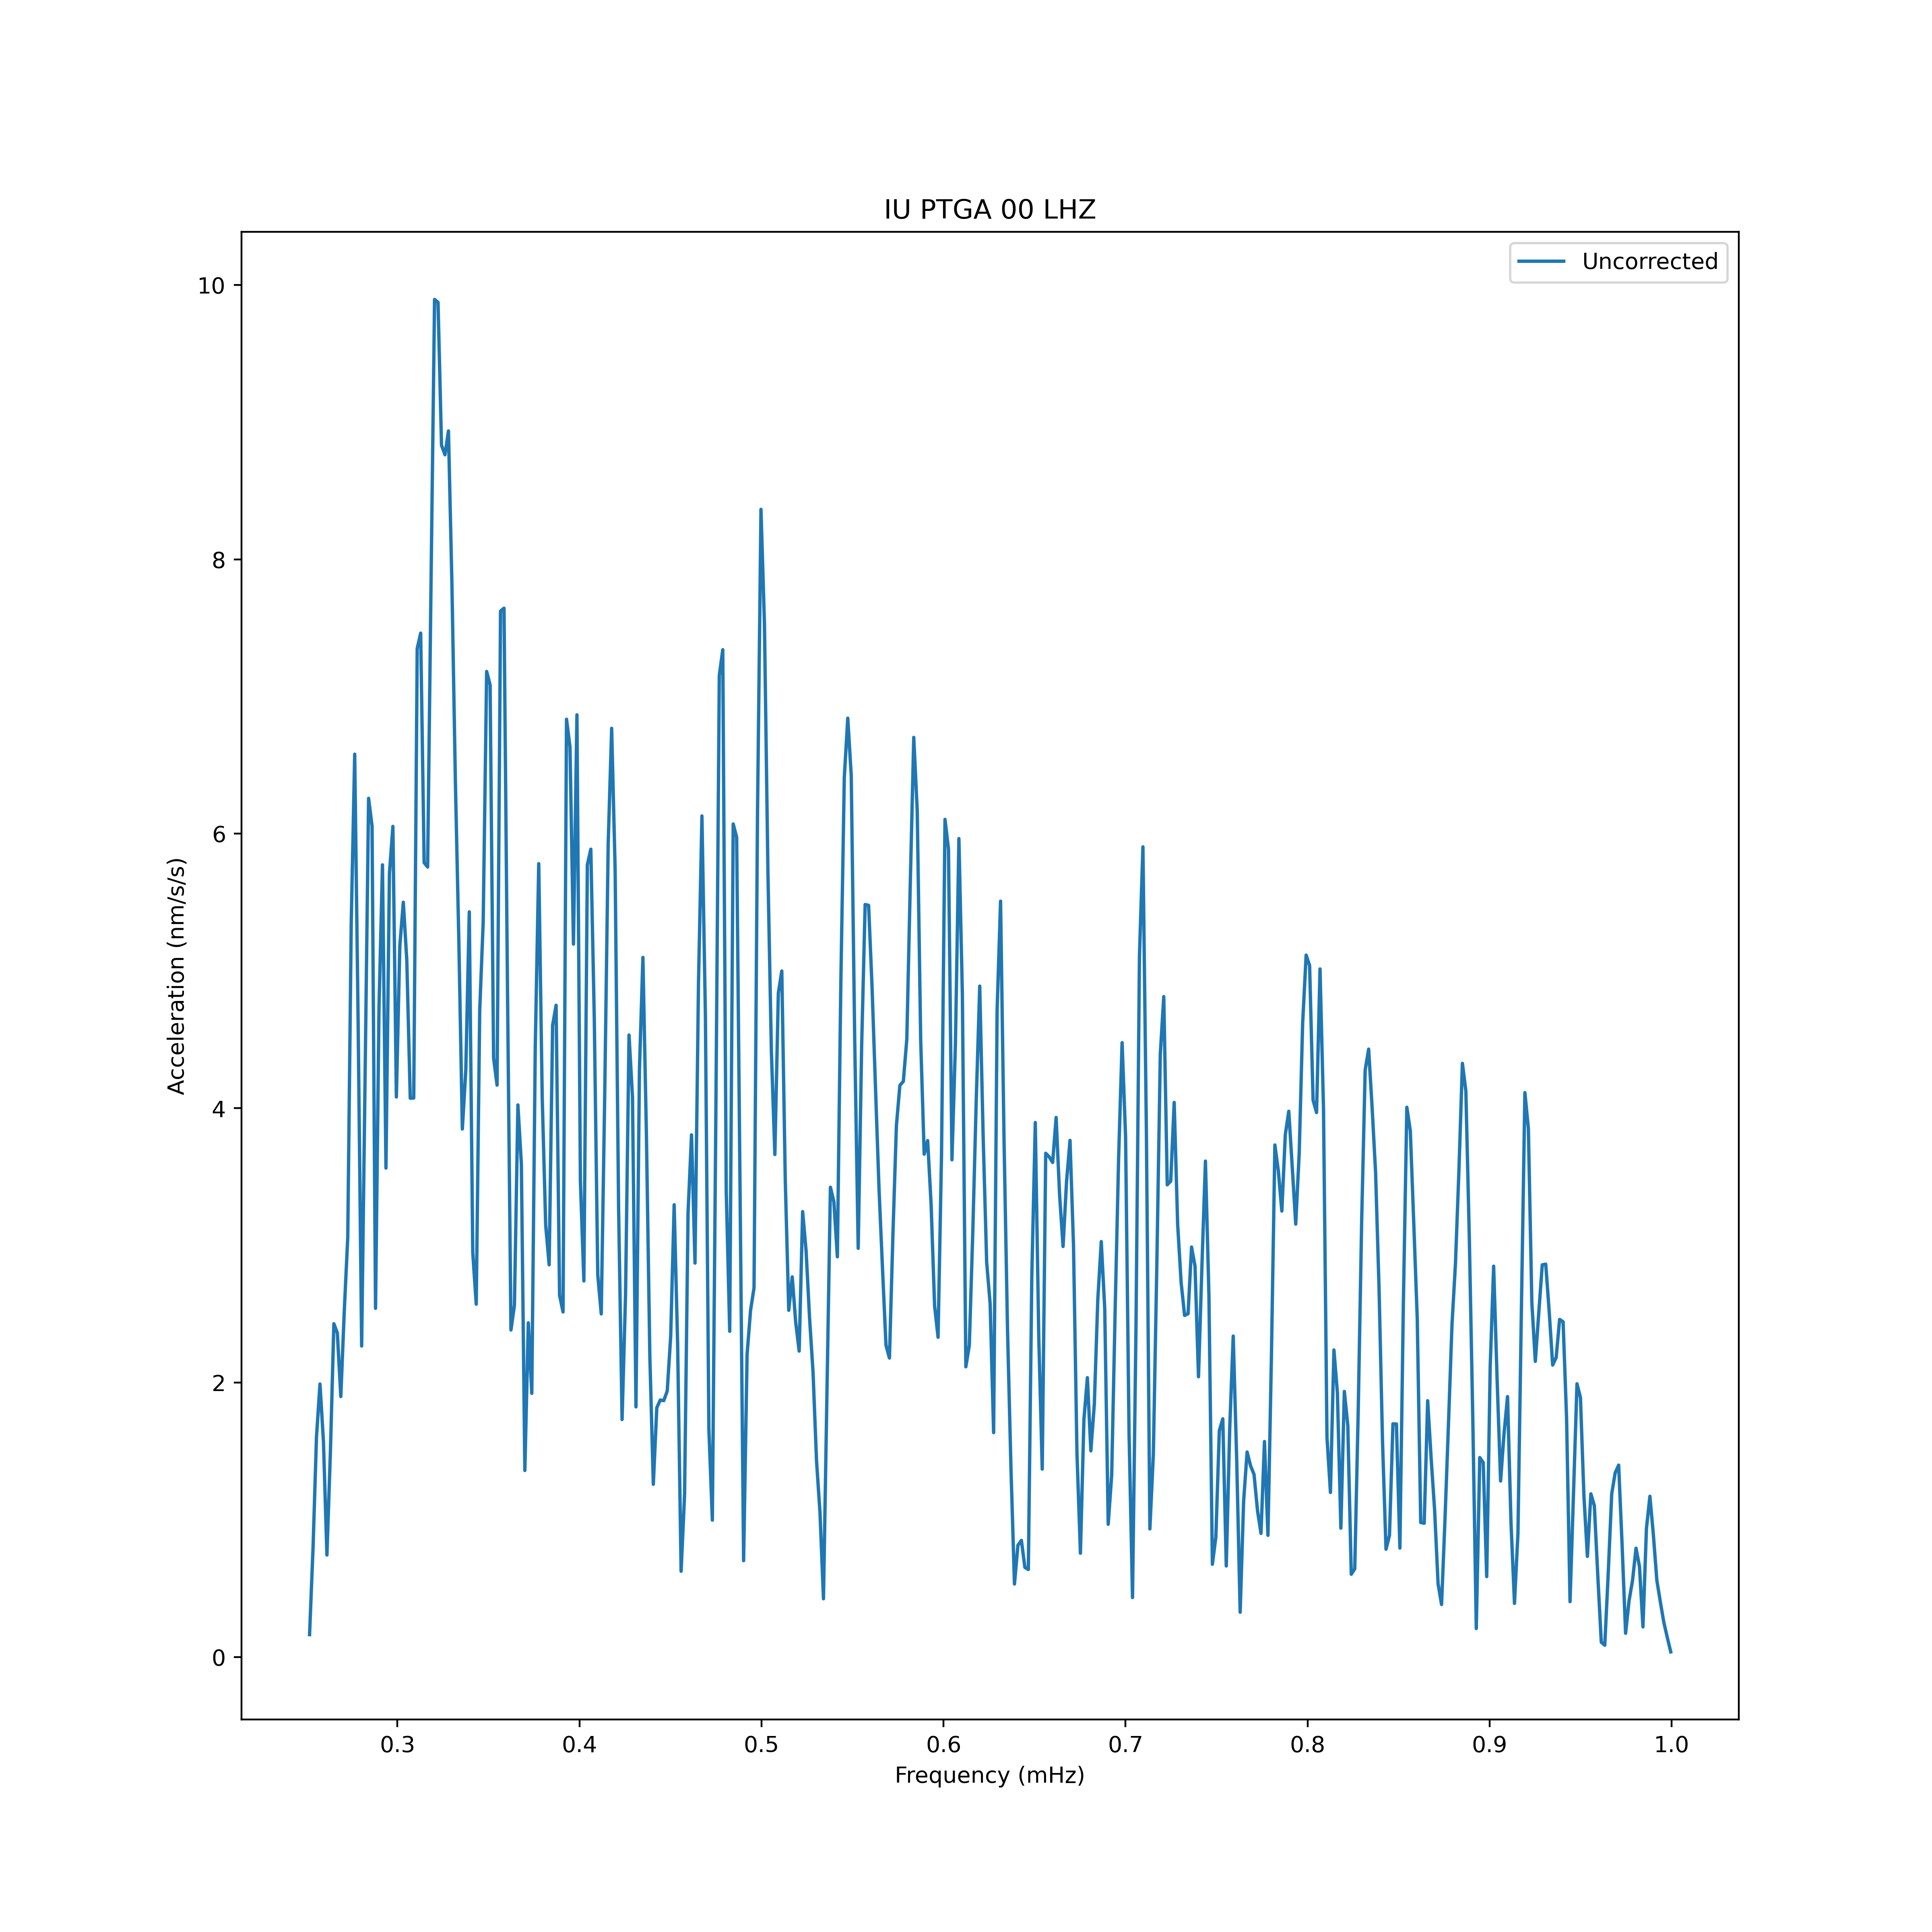 IU PTGA 00 LHZ
Uncorrected
10
8
6
4
2
0
Acceleration (nm/s/s)
0.3 0.4 0.5 0.6 0.7 0.8 0.9 1.0
Frequency (mHz)